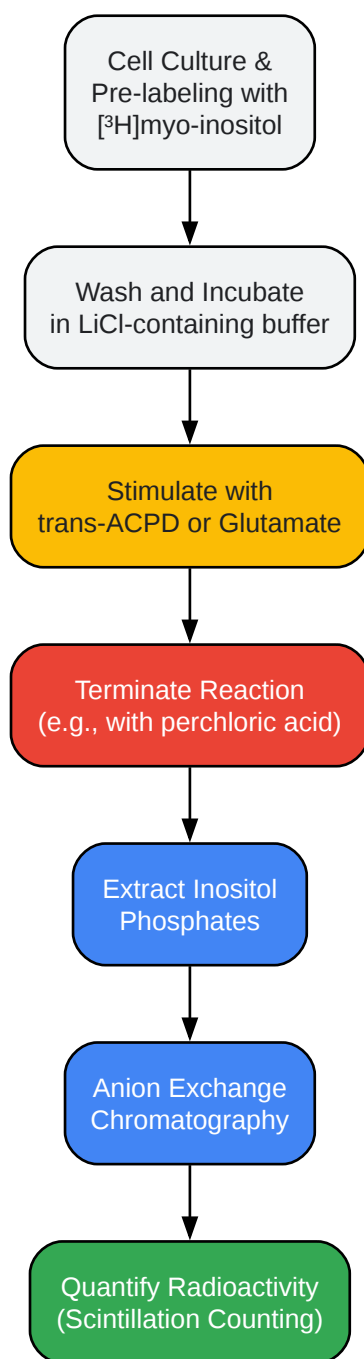 Cell Culture &
Pre-labeling with
[³H]myo-inositol
Wash and Incubate
in LiCl-containing buffer
Stimulate with
trans-ACPD or Glutamate
Terminate Reaction
(e.g., with perchloric acid)
Extract Inositol
Phosphates
Anion Exchange
Chromatography
Quantify Radioactivity
(Scintillation Counting)